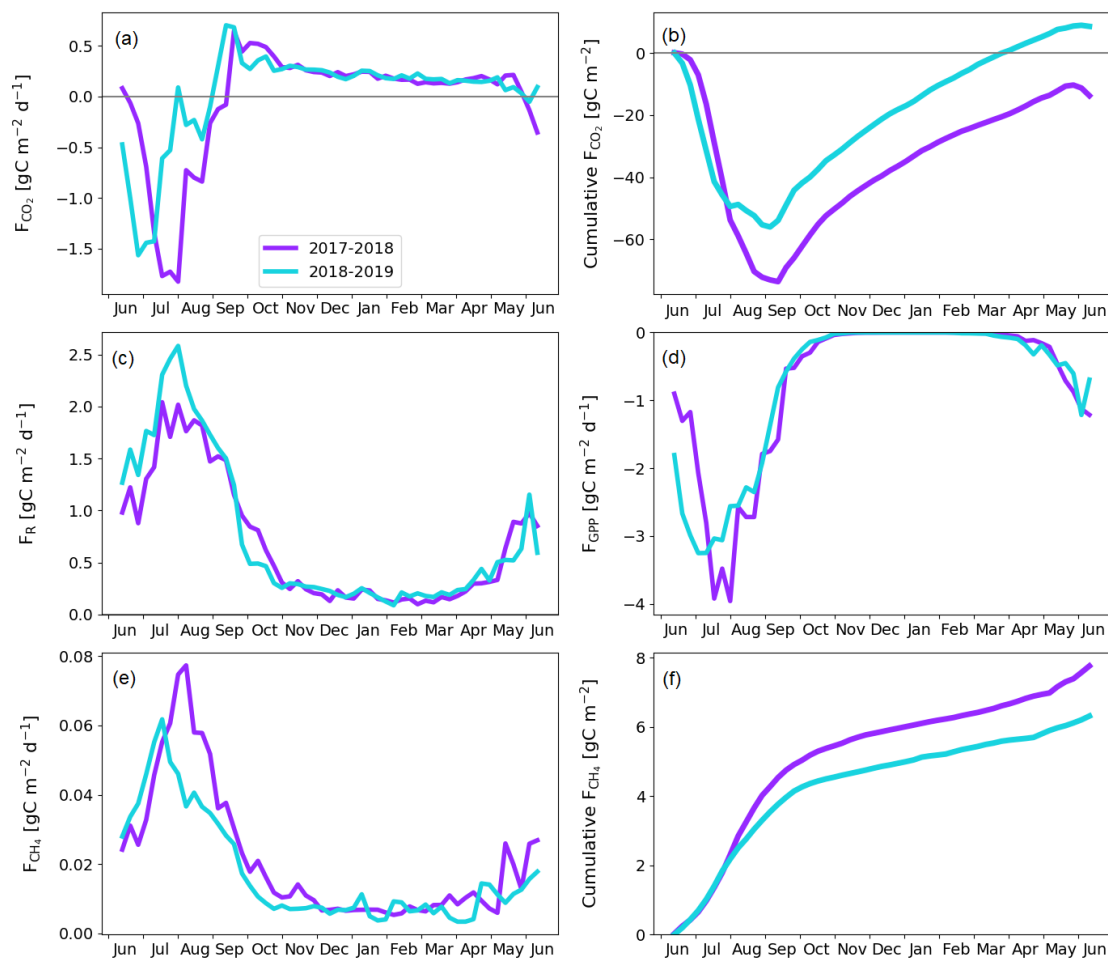 (a)
F_CO₂ [gC m⁻² d⁻¹]
0.5
0.0
−0.5
−1.0
−1.5
2017-2018
2018-2019
Jun Jul Aug Sep Oct Nov Dec Jan Feb Mar Apr May Jun
(b)
Cumulative F_CO₂ [gC m⁻²]
0
−20
−40
−60
Jun Jul Aug Sep Oct Nov Dec Jan Feb Mar Apr May Jun
(c)
F_R [gC m⁻² d⁻¹]
2.5
2.0
1.5
1.0
0.5
0.0
Jun Jul Aug Sep Oct Nov Dec Jan Feb Mar Apr May Jun
(d)
F_GPP [gC m⁻² d⁻¹]
0
−1
−2
−3
−4
Jun Jul Aug Sep Oct Nov Dec Jan Feb Mar Apr May Jun
(e)
F_CH₄ [gC m⁻² d⁻¹]
0.08
0.06
0.04
0.02
0.00
Jun Jul Aug Sep Oct Nov Dec Jan Feb Mar Apr May Jun
(f)
Cumulative F_CH₄ [gC m⁻²]
8
6
4
2
0
Jun Jul Aug Sep Oct Nov Dec Jan Feb Mar Apr May Jun